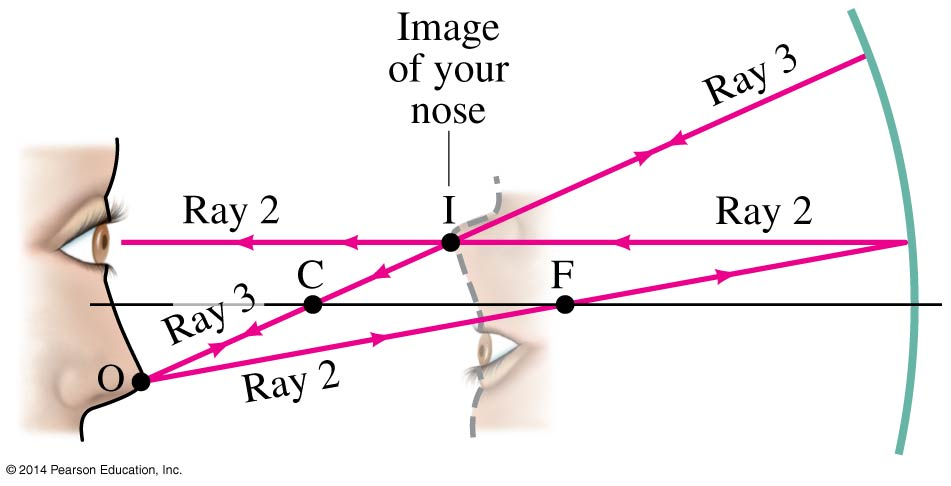 Image
of your
nose
Ray 3
Ray 2
I
Ray 2
C
F
Ray 3
O
Ray 2
© 2014 Pearson Education, Inc.